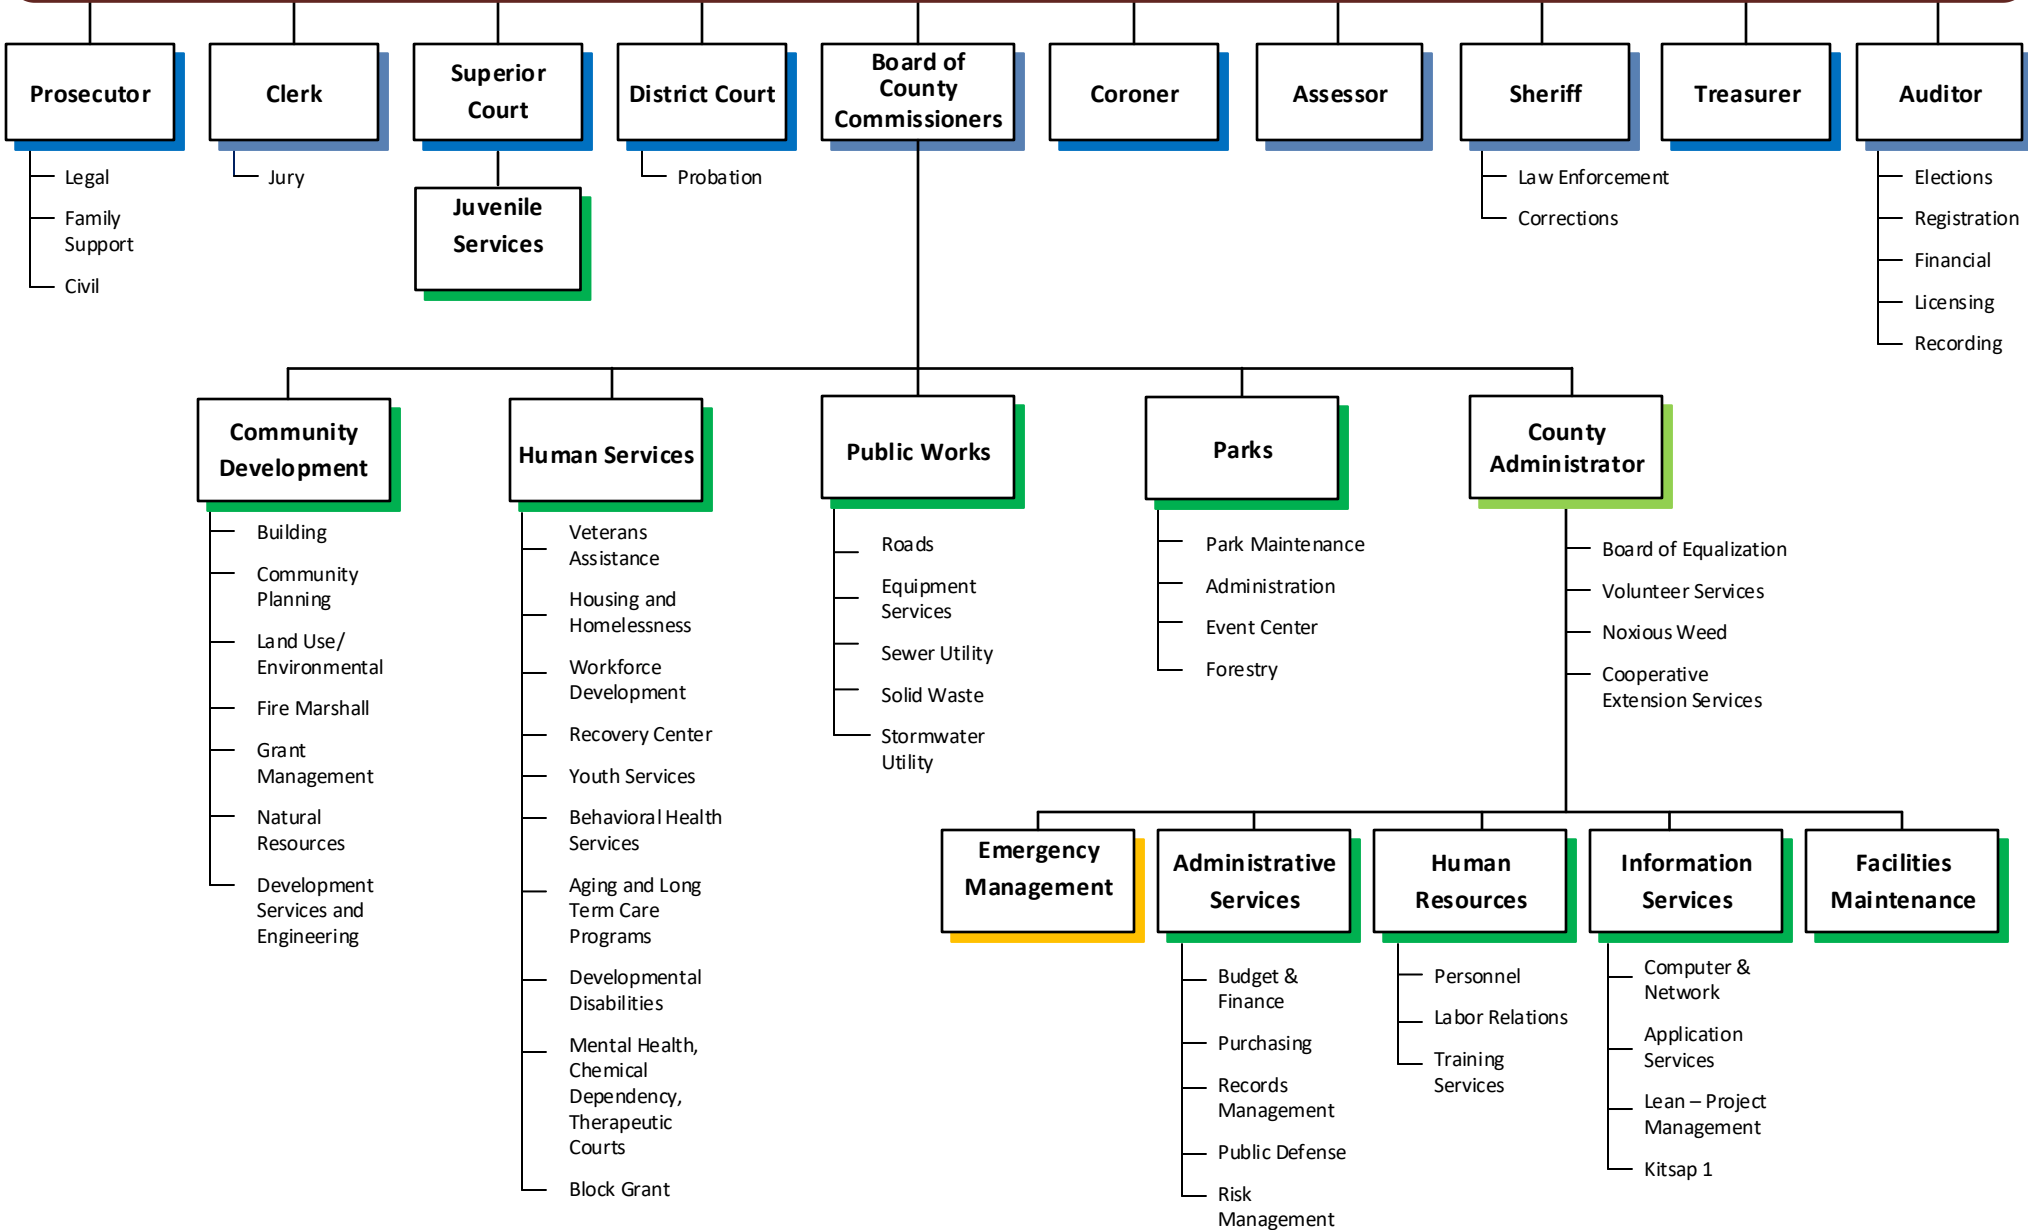 Prosecutor
Clerk
Superior
Court
District Court
Board of
County
Commissioners
Coroner
Assessor
Sheriff
Treasurer
Auditor
Legal
Family
Support
Civil
Jury
Juvenile
Services
Probation
Law Enforcement
Corrections
Elections
Registration
Financial
Licensing
Recording
Community
Development
Human Services
Public Works
Parks
County
Administrator
Building
Community
Planning
Land Use/
Environmental
Fire Marshall
Grant
Management
Natural
Resources
Development
Services and
Engineering
Veterans
Assistance
Housing and
Homelessness
Workforce
Development
Recovery Center
Youth Services
Behavioral Health
Services
Aging and Long
Term Care
Programs
Developmental
Disabilities
Mental Health,
Chemical
Dependency,
Therapeutic
Courts
Block Grant
Roads
Equipment
Services
Sewer Utility
Solid Waste
Stormwater
Utility
Park Maintenance
Administration
Event Center
Forestry
Board of Equalization
Volunteer Services
Noxious Weed
Cooperative
Extension Services
Emergency
Management
Administrative
Services
Human
Resources
Information
Services
Facilities
Maintenance
Budget &
Finance
Purchasing
Records
Management
Public Defense
Risk
Management
Personnel
Labor Relations
Training
Services
Computer &
Network
Application
Services
Lean – Project
Management
Kitsap 1